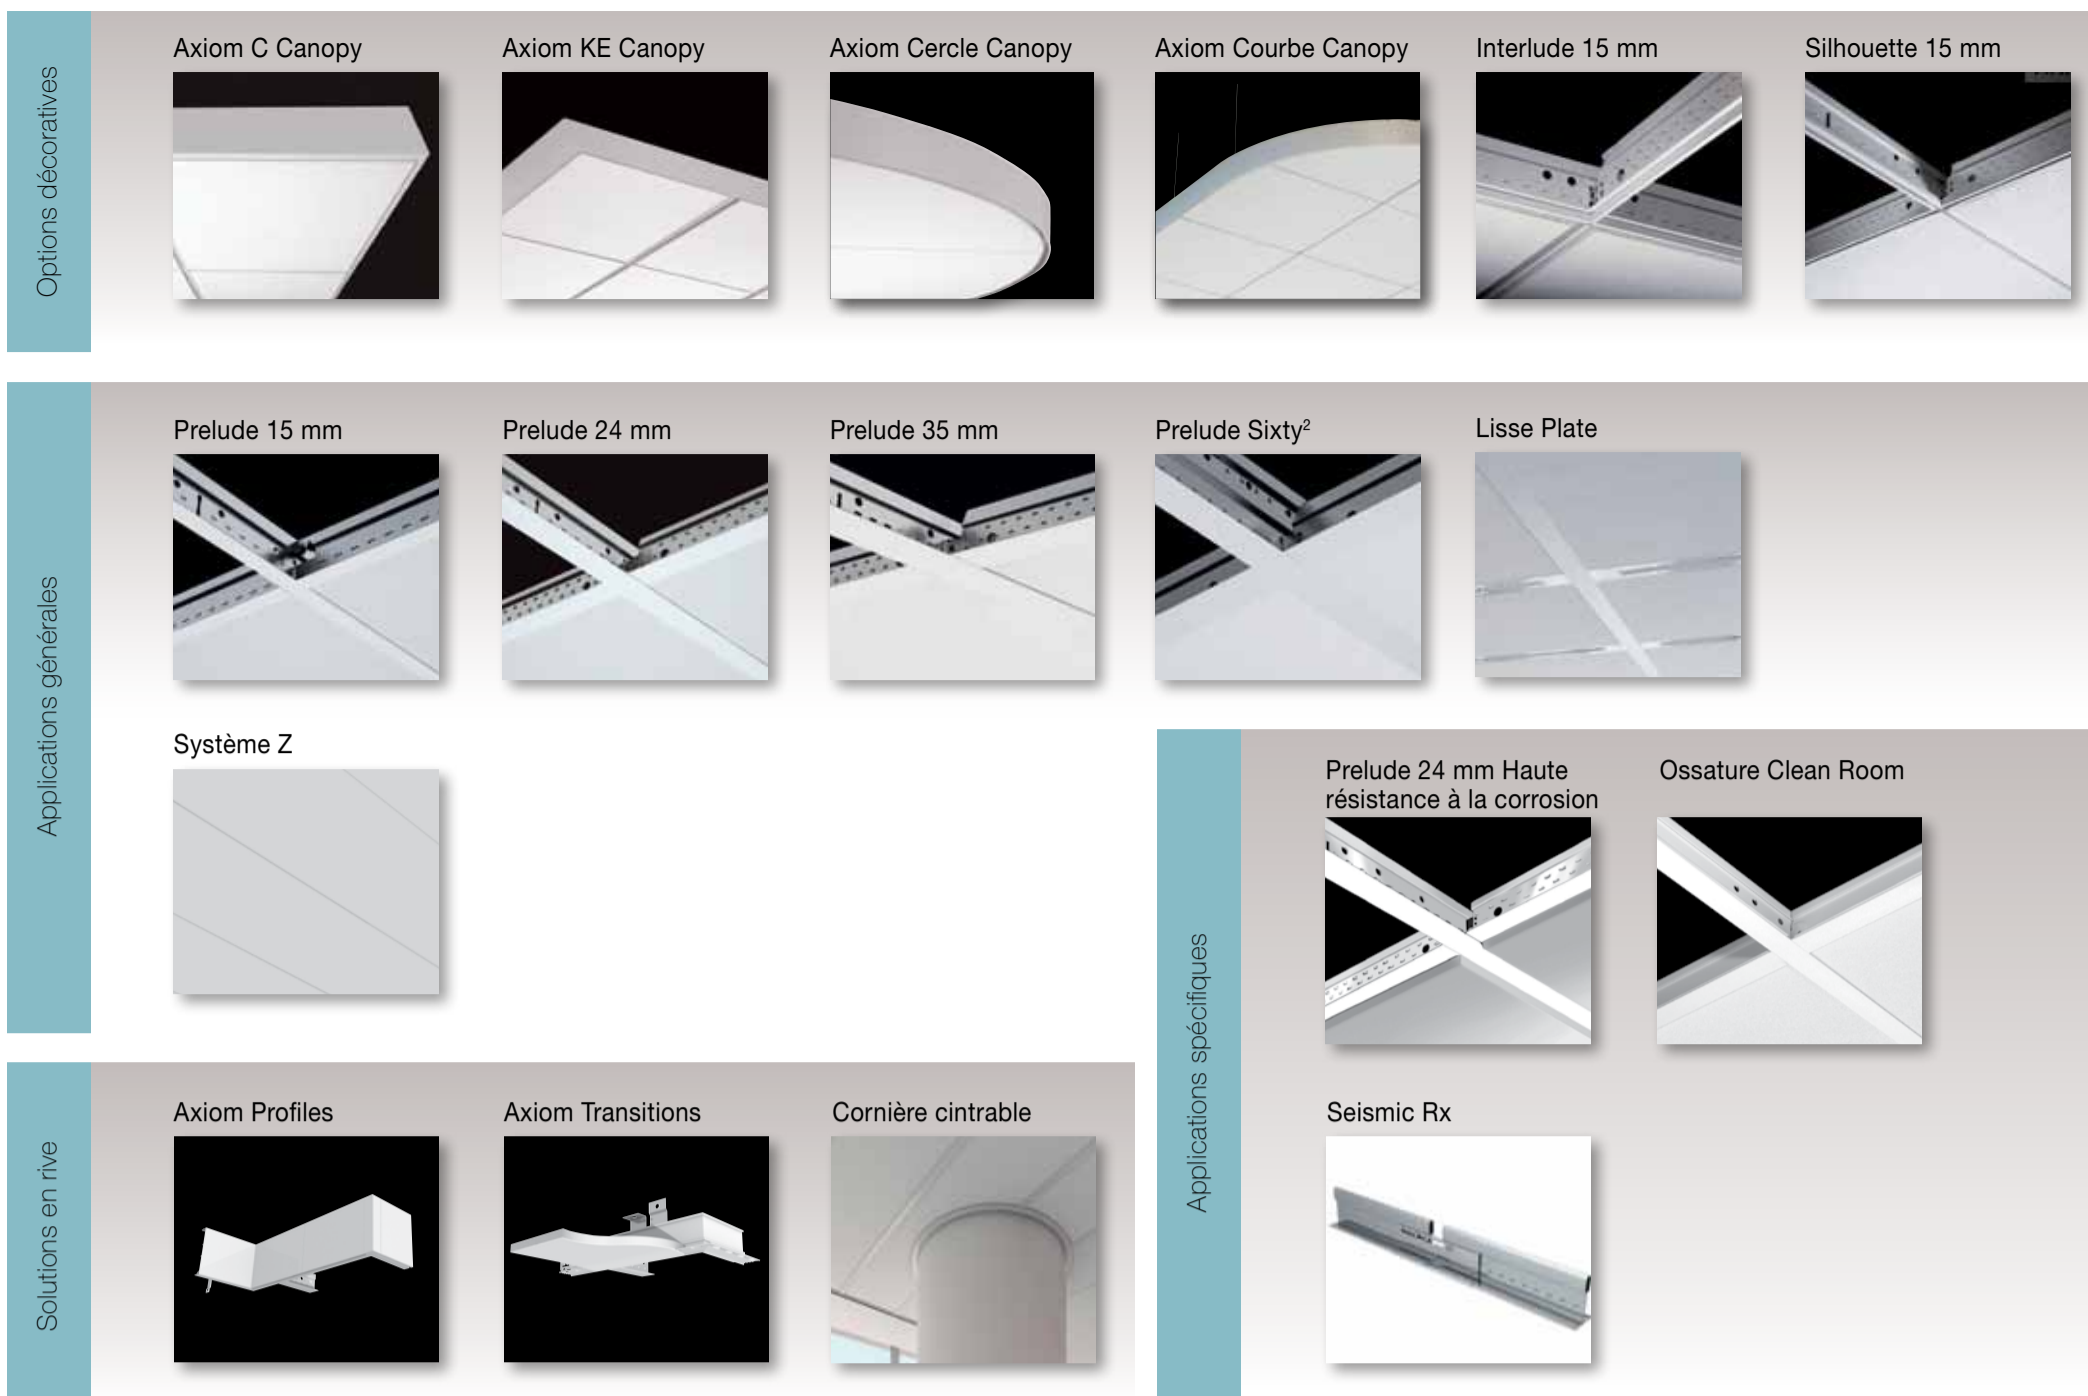 Options décoratives
Axiom C Canopy
Axiom KE Canopy
Axiom Cercle Canopy
Axiom Courbe Canopy
Interlude 15 mm
Silhouette 15 mm
Applications générales
Prelude 15 mm
Prelude 24 mm
Prelude 35 mm
Prelude Sixty²
Lisse Plate
Système Z
Applications spécifiques
Prelude 24 mm Haute
résistance à la corrosion
Ossature Clean Room
Seismic Rx
Solutions en rive
Axiom Profiles
Axiom Transitions
Cornière cintrable